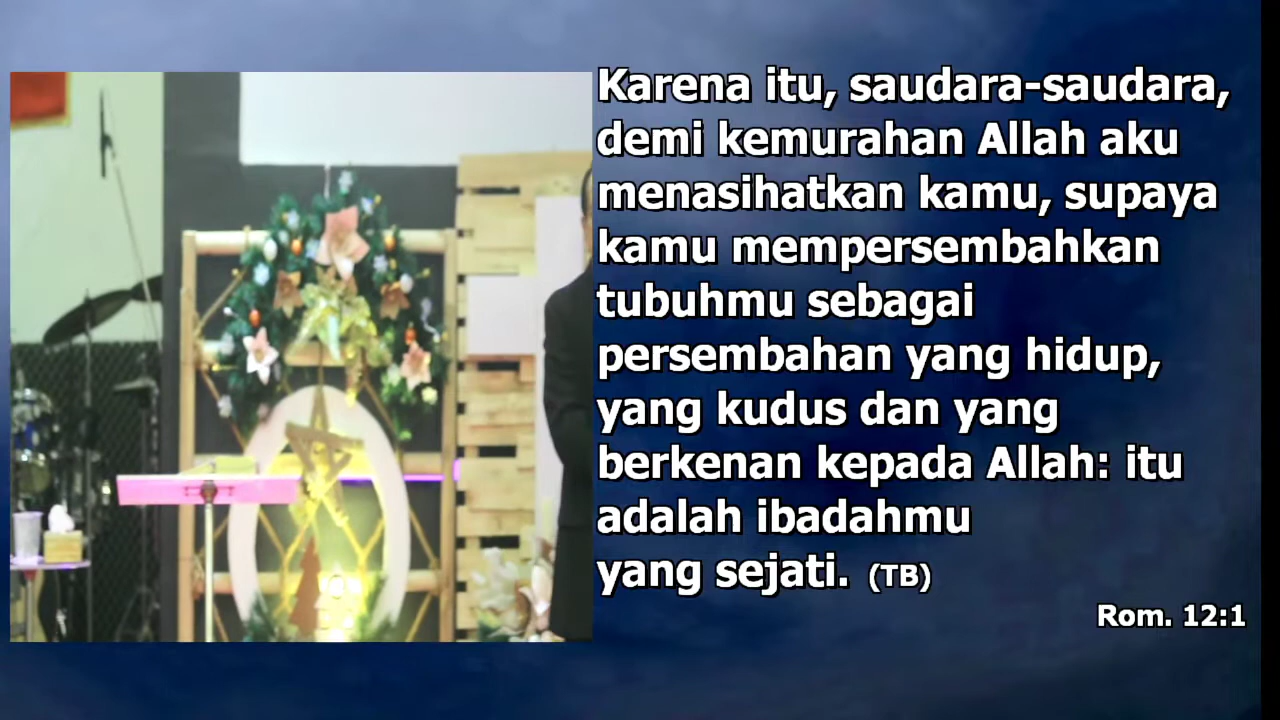 Karena itu, saudara-saudara,
demi kemurahan Allah aku
menasihatkan kamu, supaya
kamu mempersembahkan
tubuhmu sebagai
persembahan yang hidup,
yang kudus dan yang
berkenan kepada Allah: itu
adalah ibadahmu
yang sejati. (TB)
Rom. 12:1